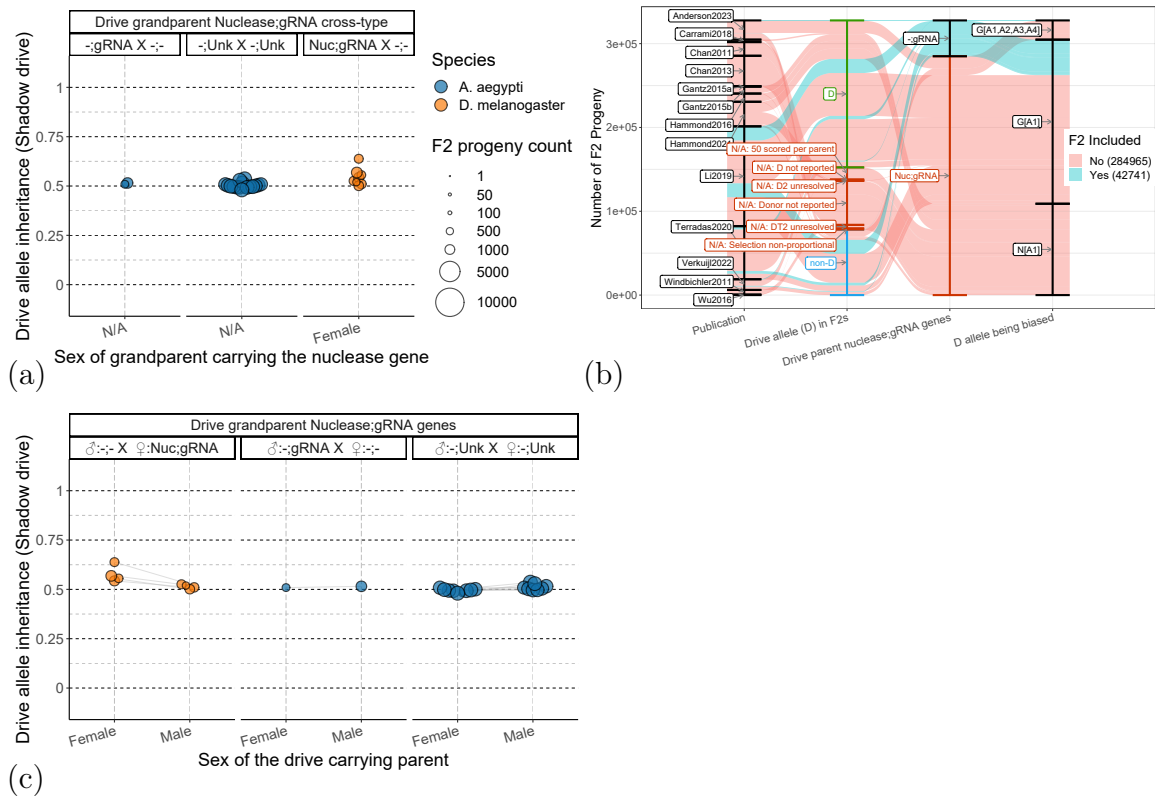 Drive grandparent Nuclease;gRNA cross-type
-;gRNA X -;-
-;Unk X -;Unk
Nuc;gRNA X -;-
Drive allele inheritance (Shadow drive)
1
0.75
0.5
0.25
0
N/A
N/A
Female
Sex of grandparent carrying the nuclease gene
Species
A. aegypti
D. melanogaster
F2 progeny count
1
50
100
500
1000
5000
10000
(a)
Number of F2 Progeny
3e+05
2e+05
1e+05
0e+00
Anderson2023
Carrami2018
Chan2011
Chan2013
Gantz2015a
Gantz2015b
Hammond2016
Li2019
Terradas2020
Verkuijl2022
Windbichler2011
Wu2016
D
N/A: 50 scored per parent
N/A: D not reported
N/A: D2 unresolved
N/A: Donor not reported
N/A: DT2 unresolved
N/A: Selection non-proportional
non-D
-;gRNA
Nuc;gRNA
G[A1,A2,A3,A4]
G[A1]
N[A1]
Publication
Drive allele (D) in F2s
Drive parent nuclease;gRNA genes
D allele being biased
F2 Included
No (284965)
Yes (42741)
(b)
Drive grandparent Nuclease;gRNA genes
♂:-;- X ♀:Nuc;gRNA
♂:-;gRNA X ♀:-;-
♂:-;Unk X ♀:-;Unk
Drive allele inheritance (Shadow drive)
1
0.75
0.5
0.25
0
Female
Male
Female
Male
Female
Male
Sex of the drive carrying parent
(c)